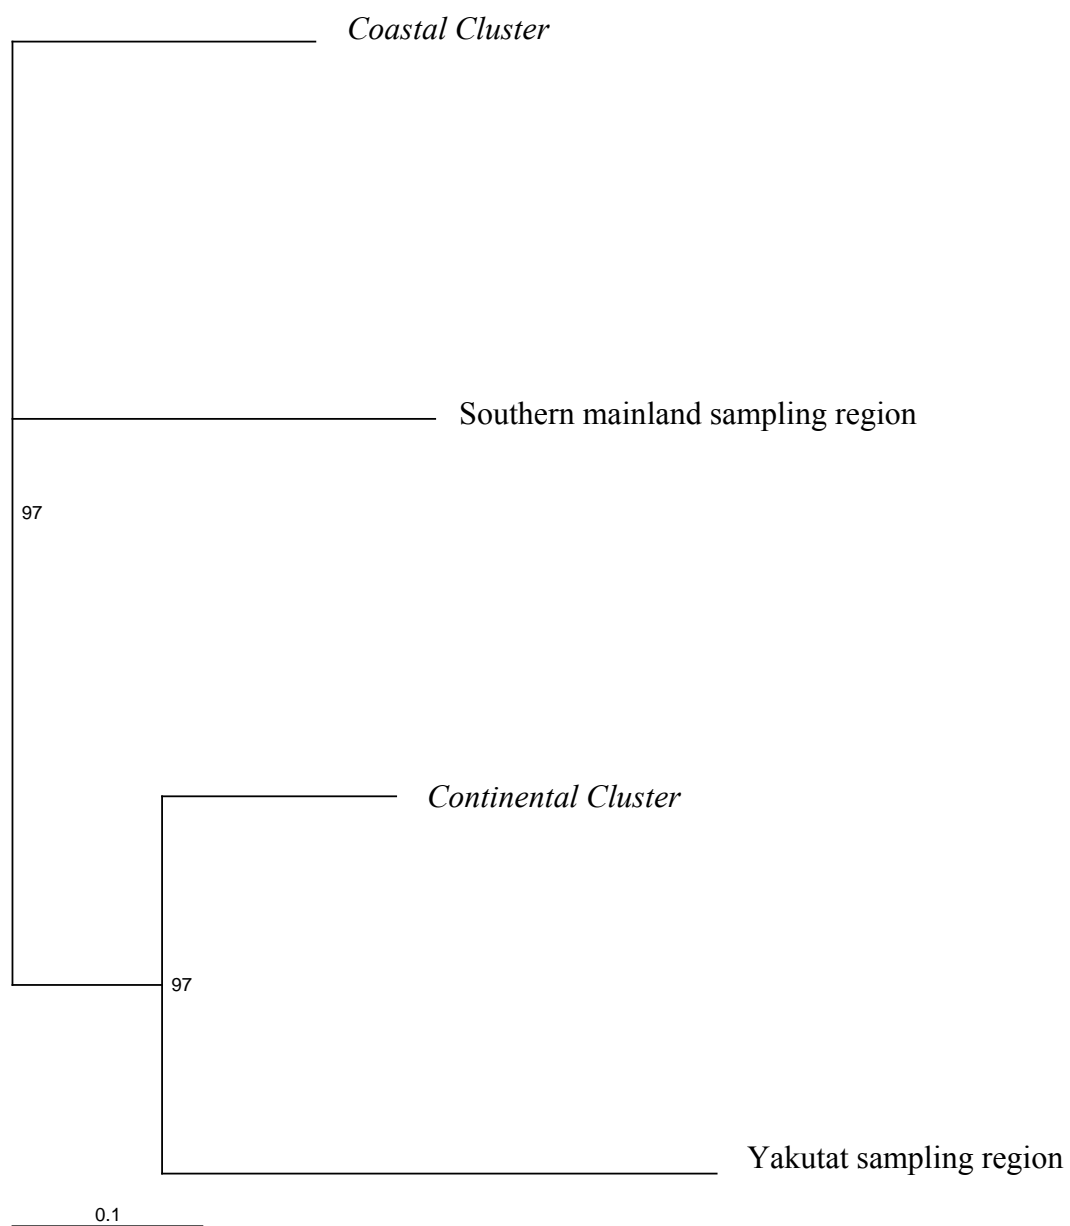 Coastal Cluster
Southern mainland sampling region
97
Continental Cluster
97
Yakutat sampling region
0.1